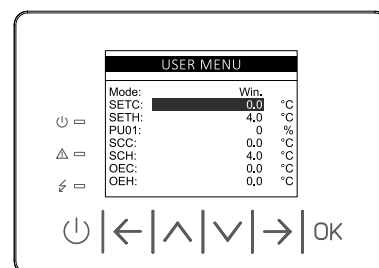 USER MENU
Mode: Win.
SETC: 0.0 °C
SETH: 4.0 °C
PU01: 0 %
SCC: 0.0 °C
SCH: 4.0 °C
OEC: 0.0 °C
OEH: 0.0 °C
OK